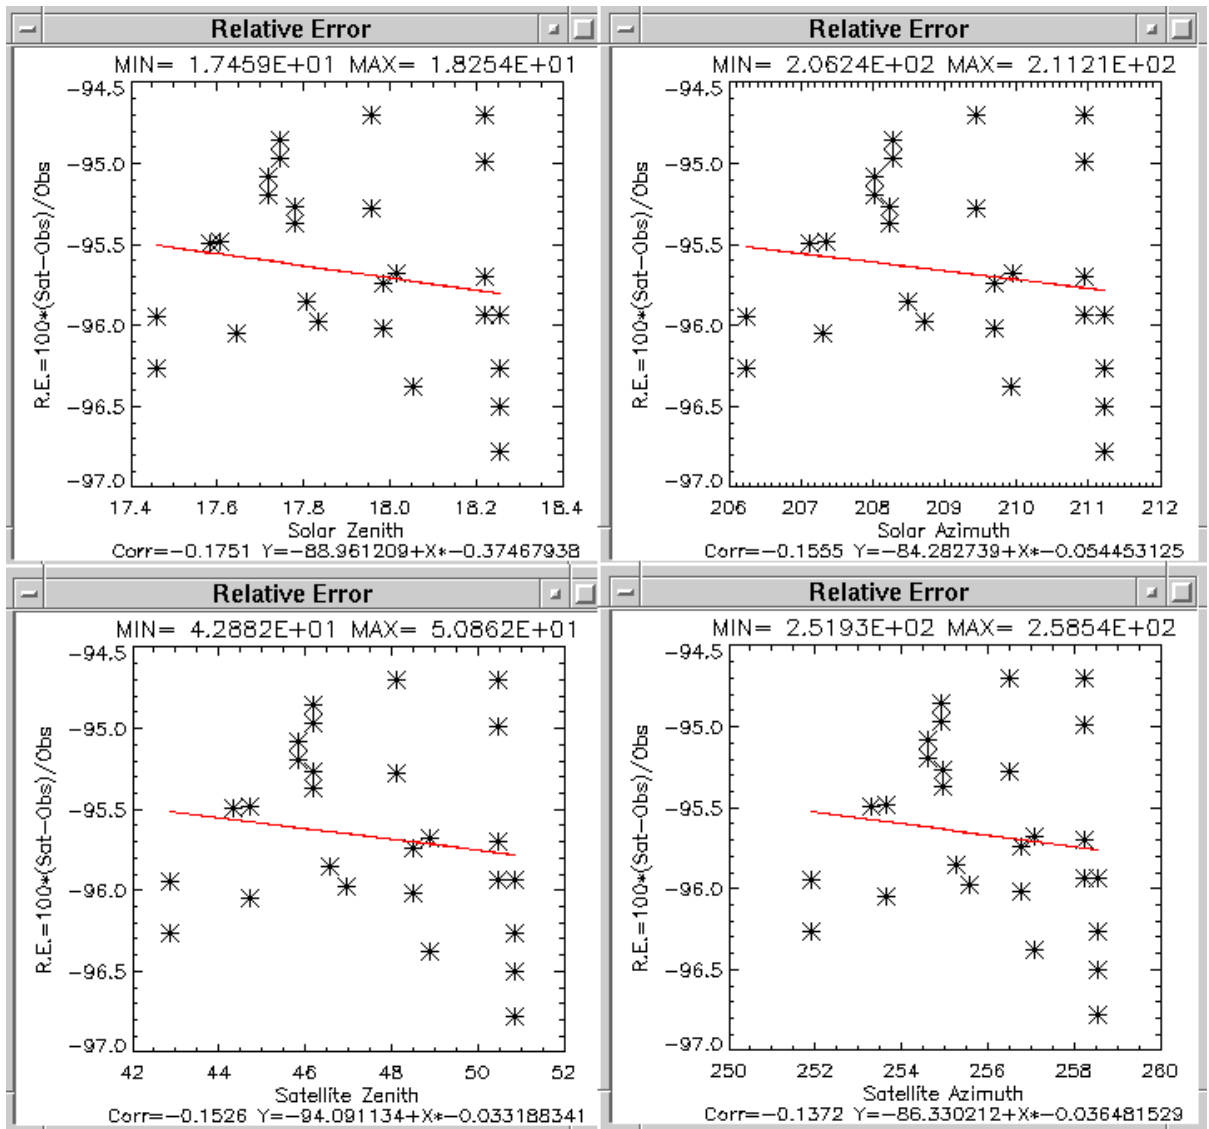 Relative Error
MIN= 1.7459E+01 MAX= 1.8254E+01
-94.5
-95.0
-95.5
-96.0
-96.5
-97.0
R.E.=100*(Sat-Obs)/Obs
17.4 17.6 17.8 18.0 18.2 18.4
Solar Zenith
Corr=-0.1751 Y=-88.961209+X*-0.37467938
Relative Error
MIN= 2.0624E+02 MAX= 2.1121E+02
-94.5
-95.0
-95.5
-96.0
-96.5
-97.0
R.E.=100*(Sat-Obs)/Obs
206 207 208 209 210 211 212
Solar Azimuth
Corr=-0.1555 Y=-84.282739+X*-0.054453125
Relative Error
MIN= 4.2882E+01 MAX= 5.0862E+01
-94.5
-95.0
-95.5
-96.0
-96.5
-97.0
R.E.=100*(Sat-Obs)/Obs
42 44 46 48 50 52
Satellite Zenith
Corr=-0.1526 Y=-94.091134+X*-0.033188341
Relative Error
MIN= 2.5193E+02 MAX= 2.5854E+02
-94.5
-95.0
-95.5
-96.0
-96.5
-97.0
R.E.=100*(Sat-Obs)/Obs
250 252 254 256 258 260
Satellite Azimuth
Corr=-0.1372 Y=-86.330212+X*-0.036481529